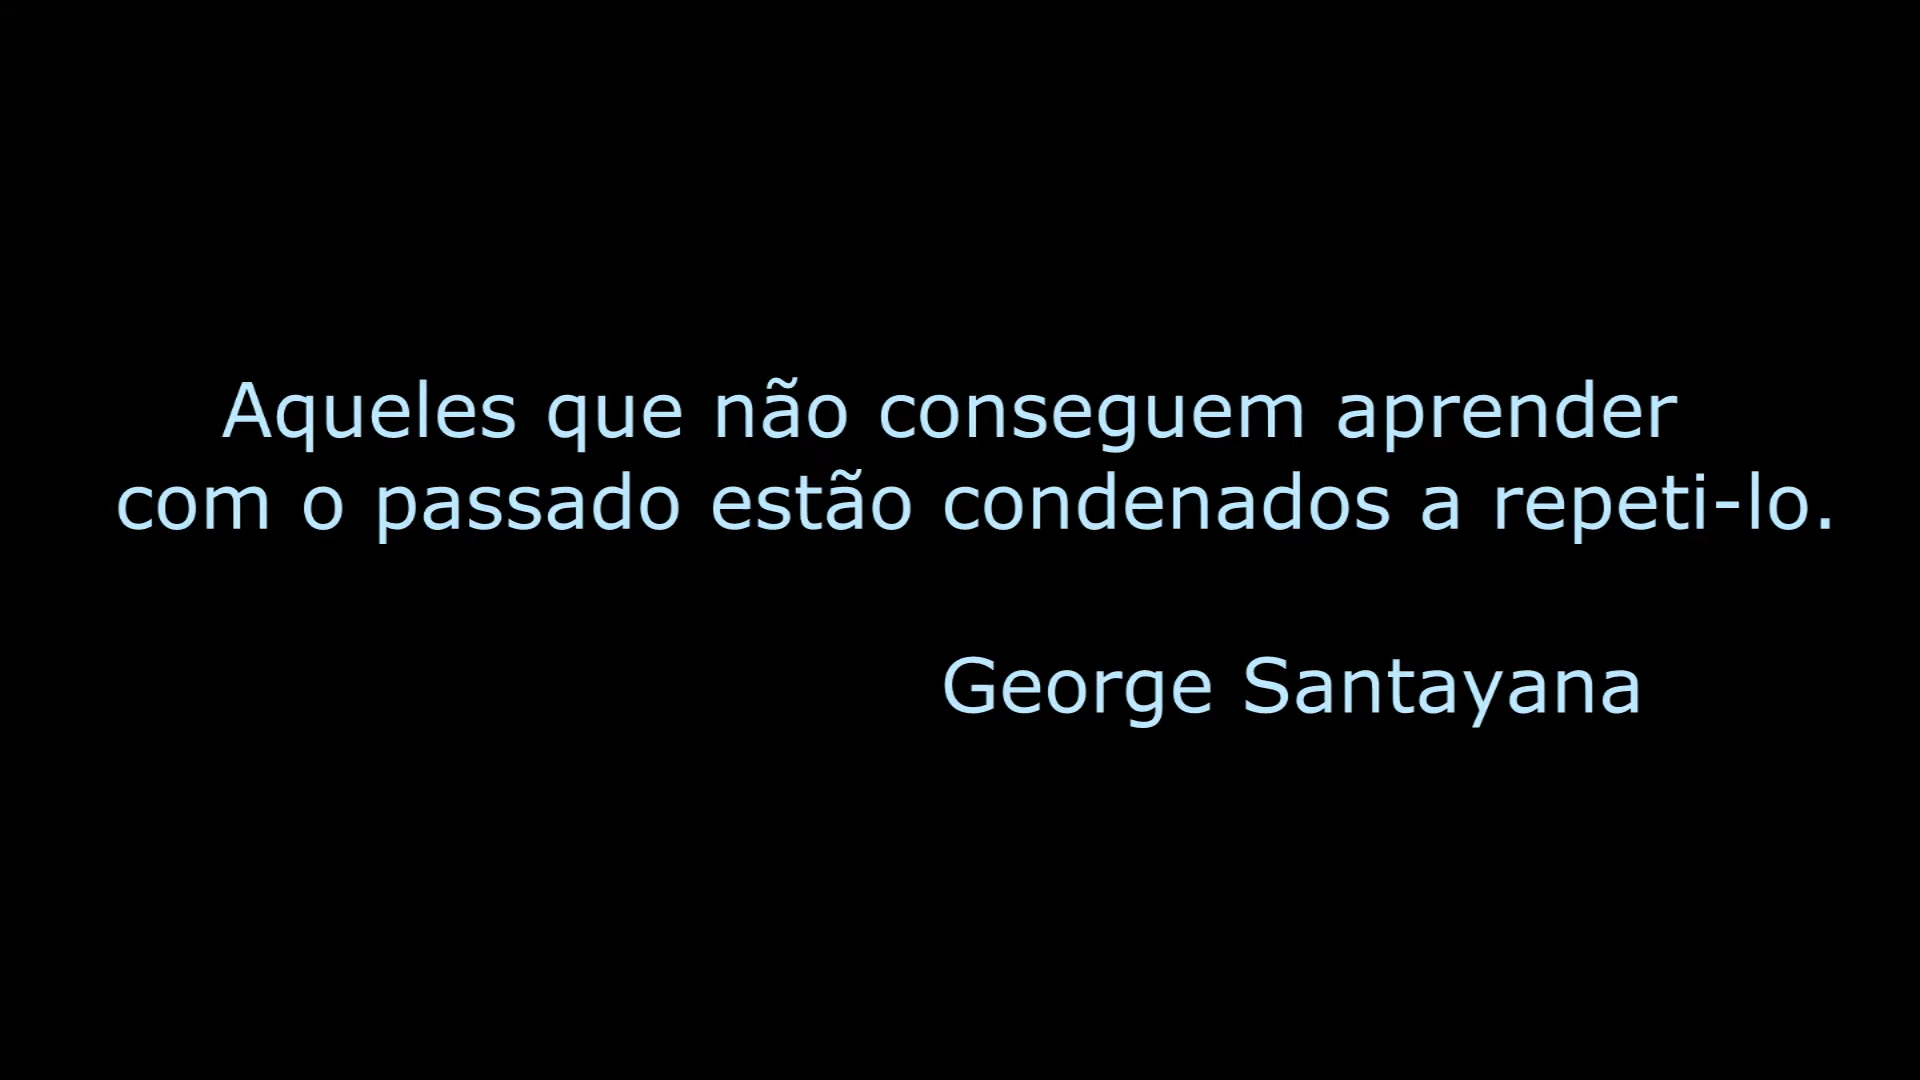 Aqueles que não conseguem aprender
com o passado estão condenados a repeti-lo.
George Santayana